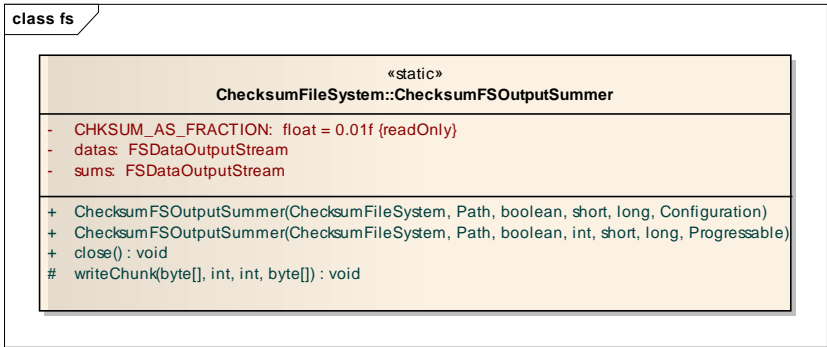 class fs
«static»
ChecksumFileSystem::ChecksumFSOutputSummer
- CHKSUM_AS_FRACTION: float = 0.01f {readOnly}
- datas: FSDataOutputStream
- sums: FSDataOutputStream
+ ChecksumFSOutputSummer(ChecksumFileSystem, Path, boolean, short, long, Configuration)
+ ChecksumFSOutputSummer(ChecksumFileSystem, Path, boolean, int, short, long, Progressable)
+ close() : void
# writeChunk(byte[], int, int, byte[]) : void